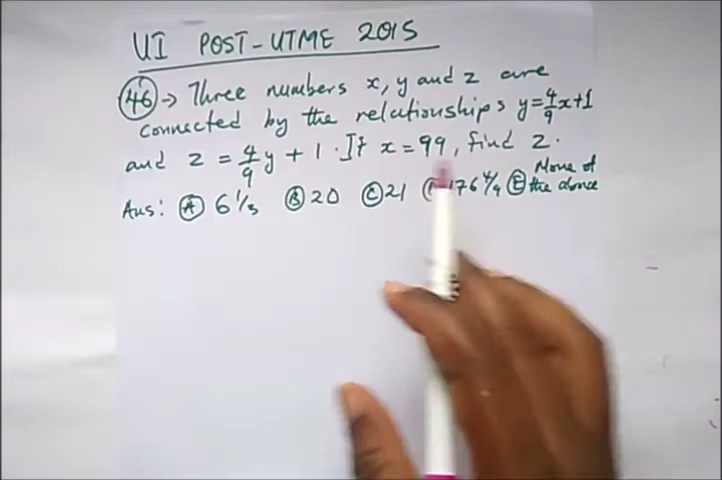 UI POST-UTME 2015
46 → Three numbers x, y and z are
connected by the relationships y=4/9x+1
and z = 4/9y + 1. If x=99, find z.
Ans: A 6 1/3 B 20 C 21 176 4/9 E None of the above